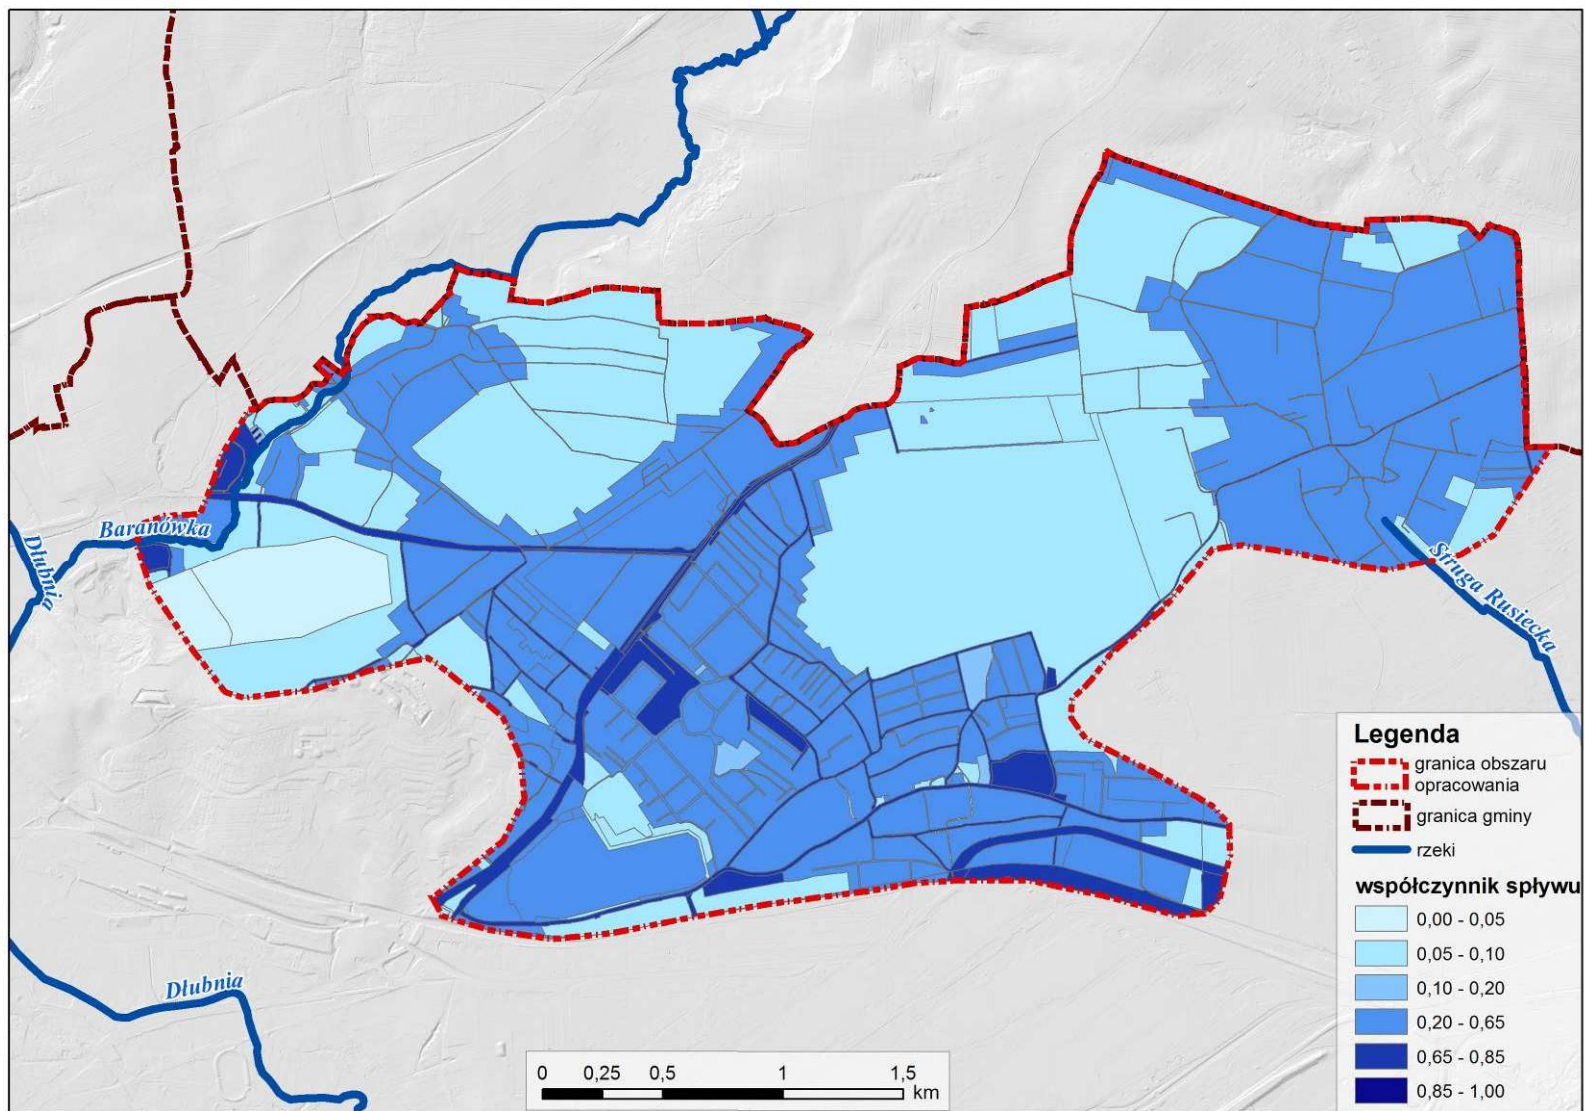 Baranówka
Dłubnia
Struga Rusiecka
Dłubnia
Legenda
granica obszaru
opracowania
granica gminy
rzeki
współczynnik spływu
0,00 - 0,05
0,05 - 0,10
0,10 - 0,20
0,20 - 0,65
0,65 - 0,85
0,85 - 1,00
0 0,25 0,5 1 1,5
km